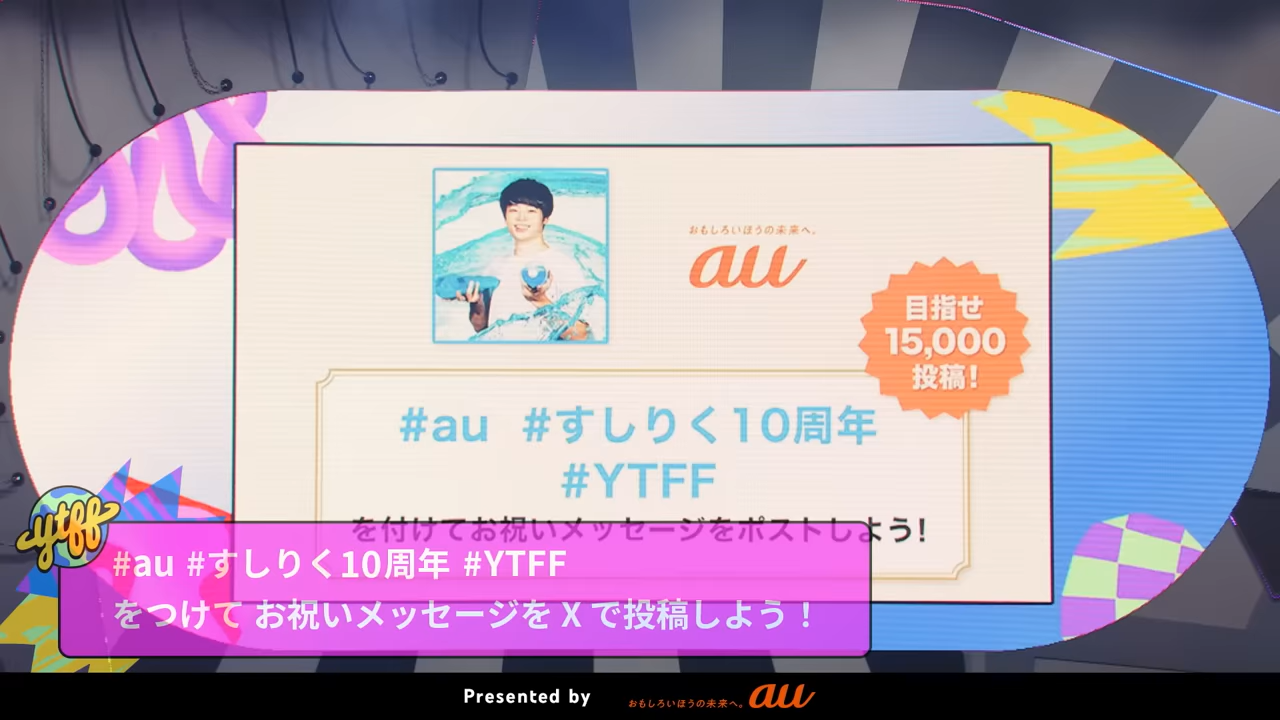 おもしろいほうの未来へ。
au
目指せ
15,000
投稿!
#au #すしりく10周年
#YTFF
を付けてお祝いメッセージをポストしよう!
ytff
#au #すしりく10周年 #YTFF
をつけて お祝いメッセージを X で投稿しよう！
Presented by おもしろいほうの未来へ。 au